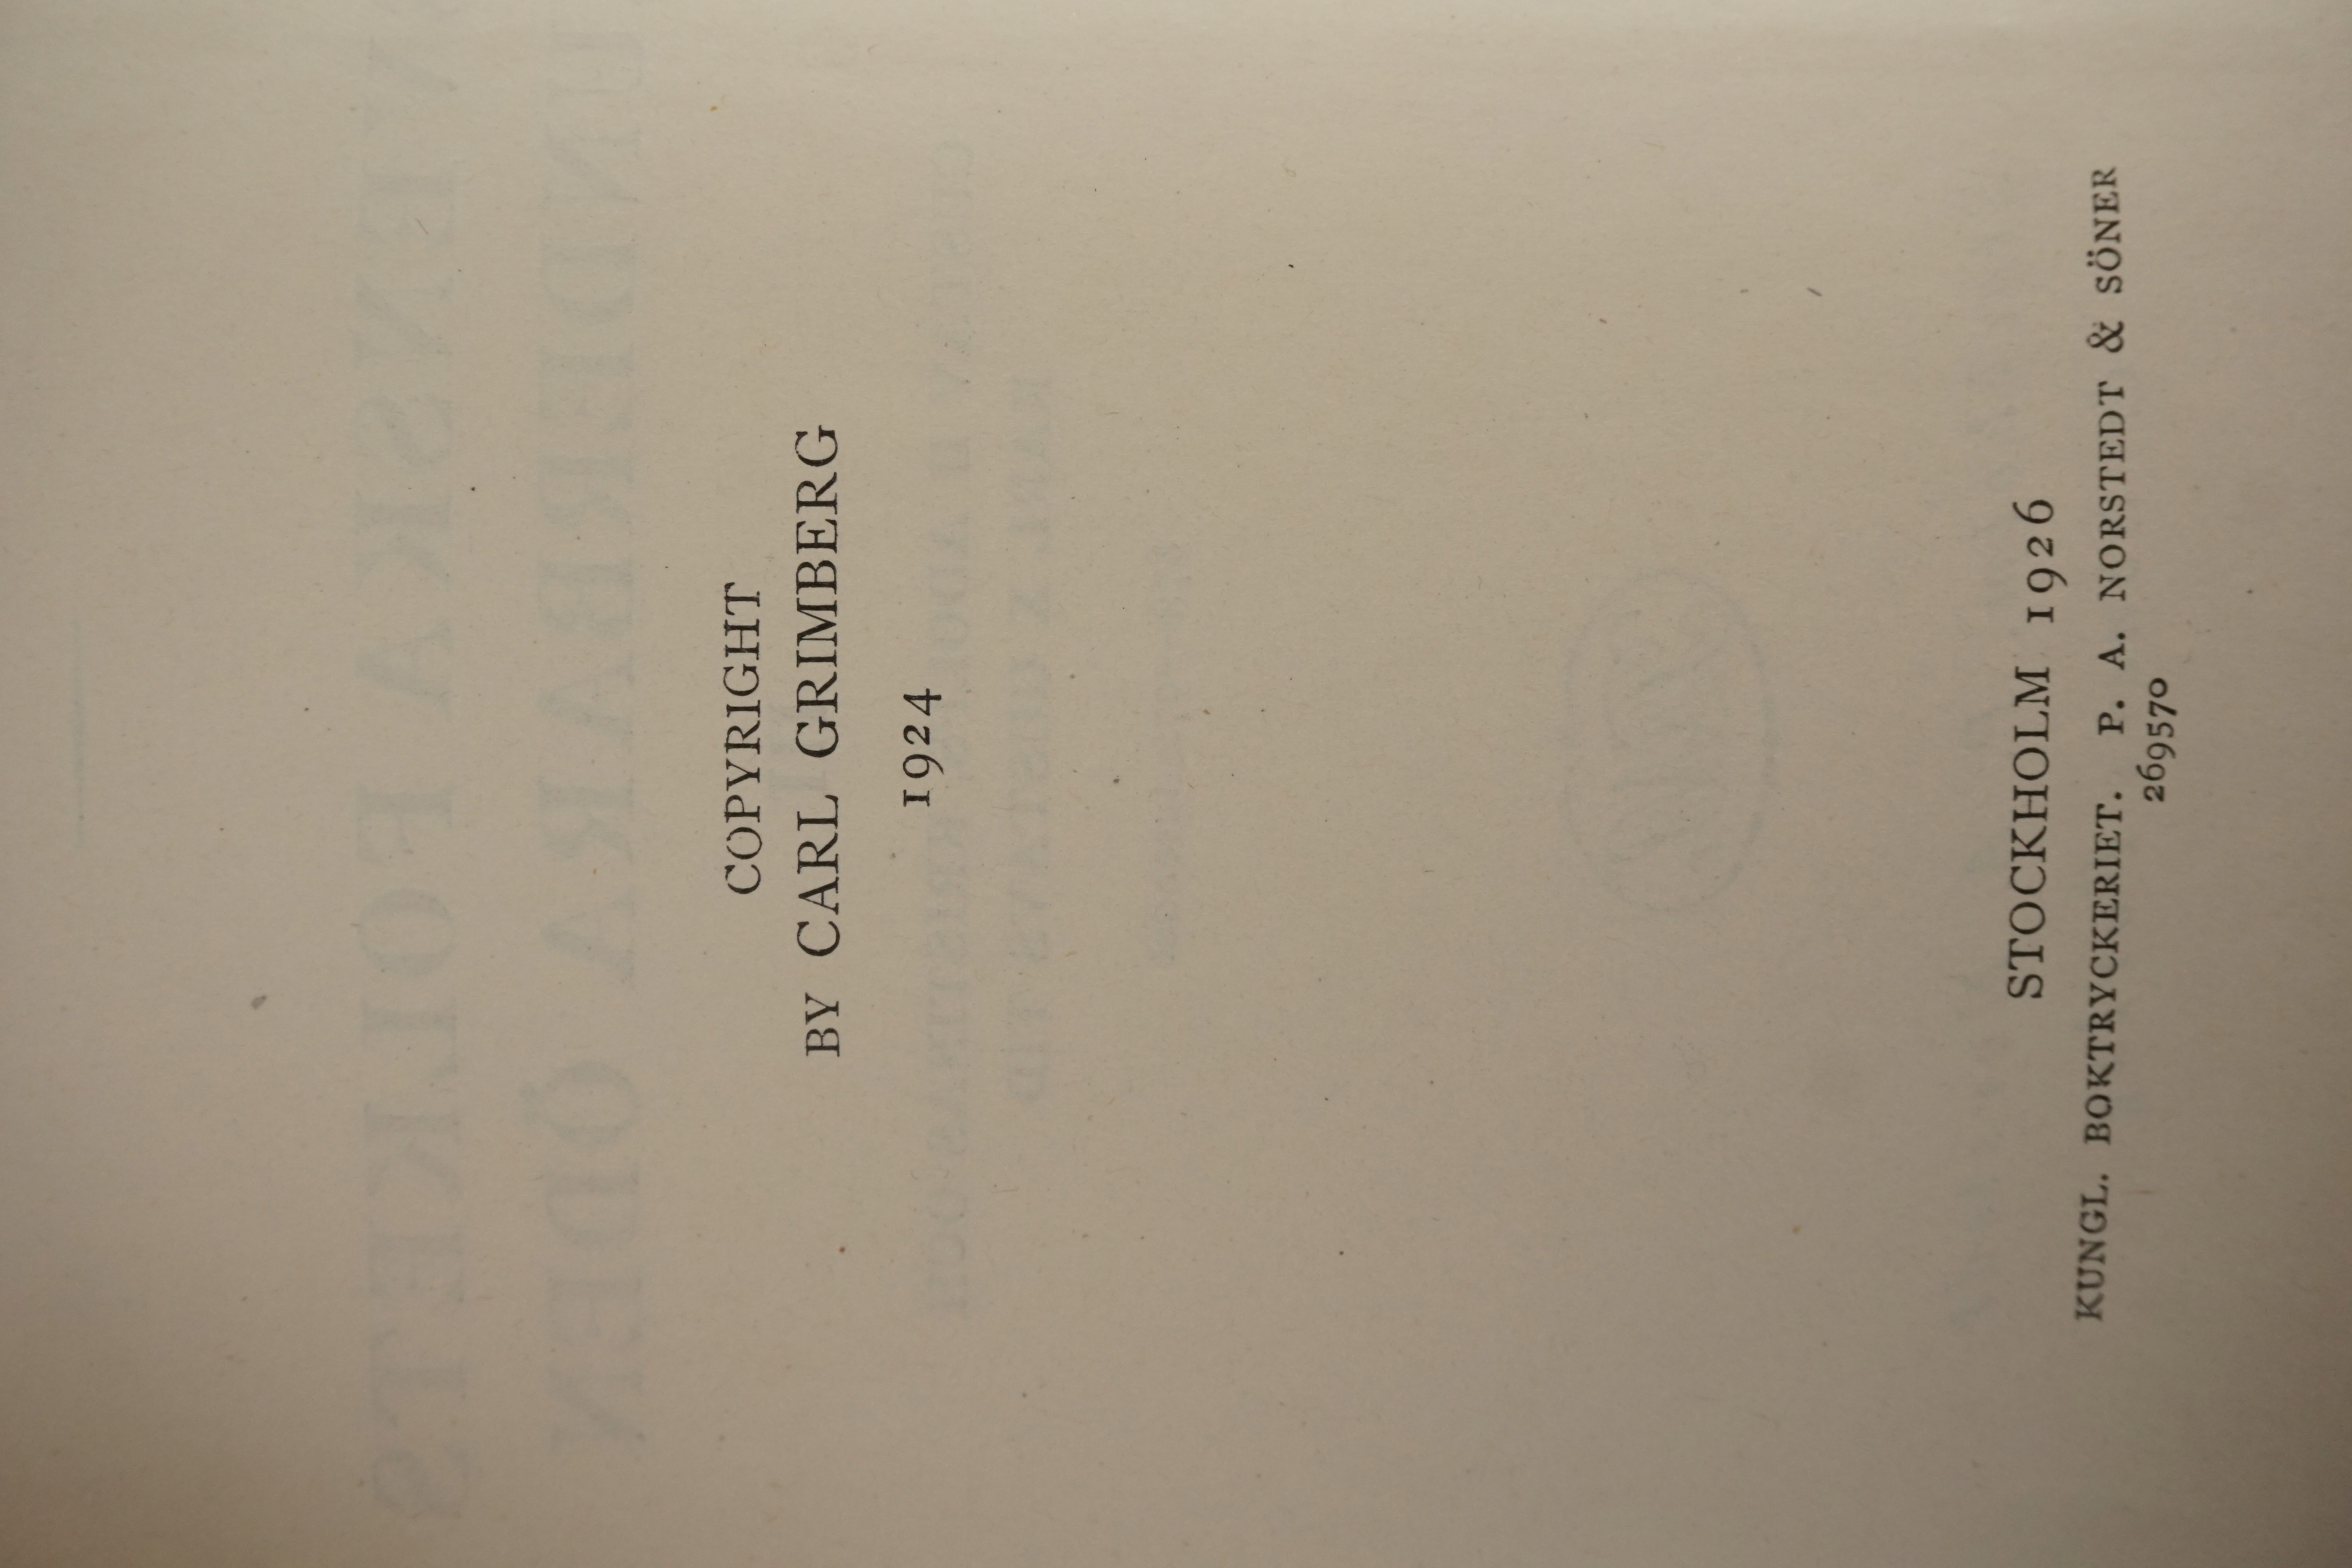 COPYRIGHT
BY CARL GRIMBERG
1924
STOCKHOLM 1926
KUNGL. BOKTRYCKERIET. P. A. NORSTEDT & SÖNER
269570